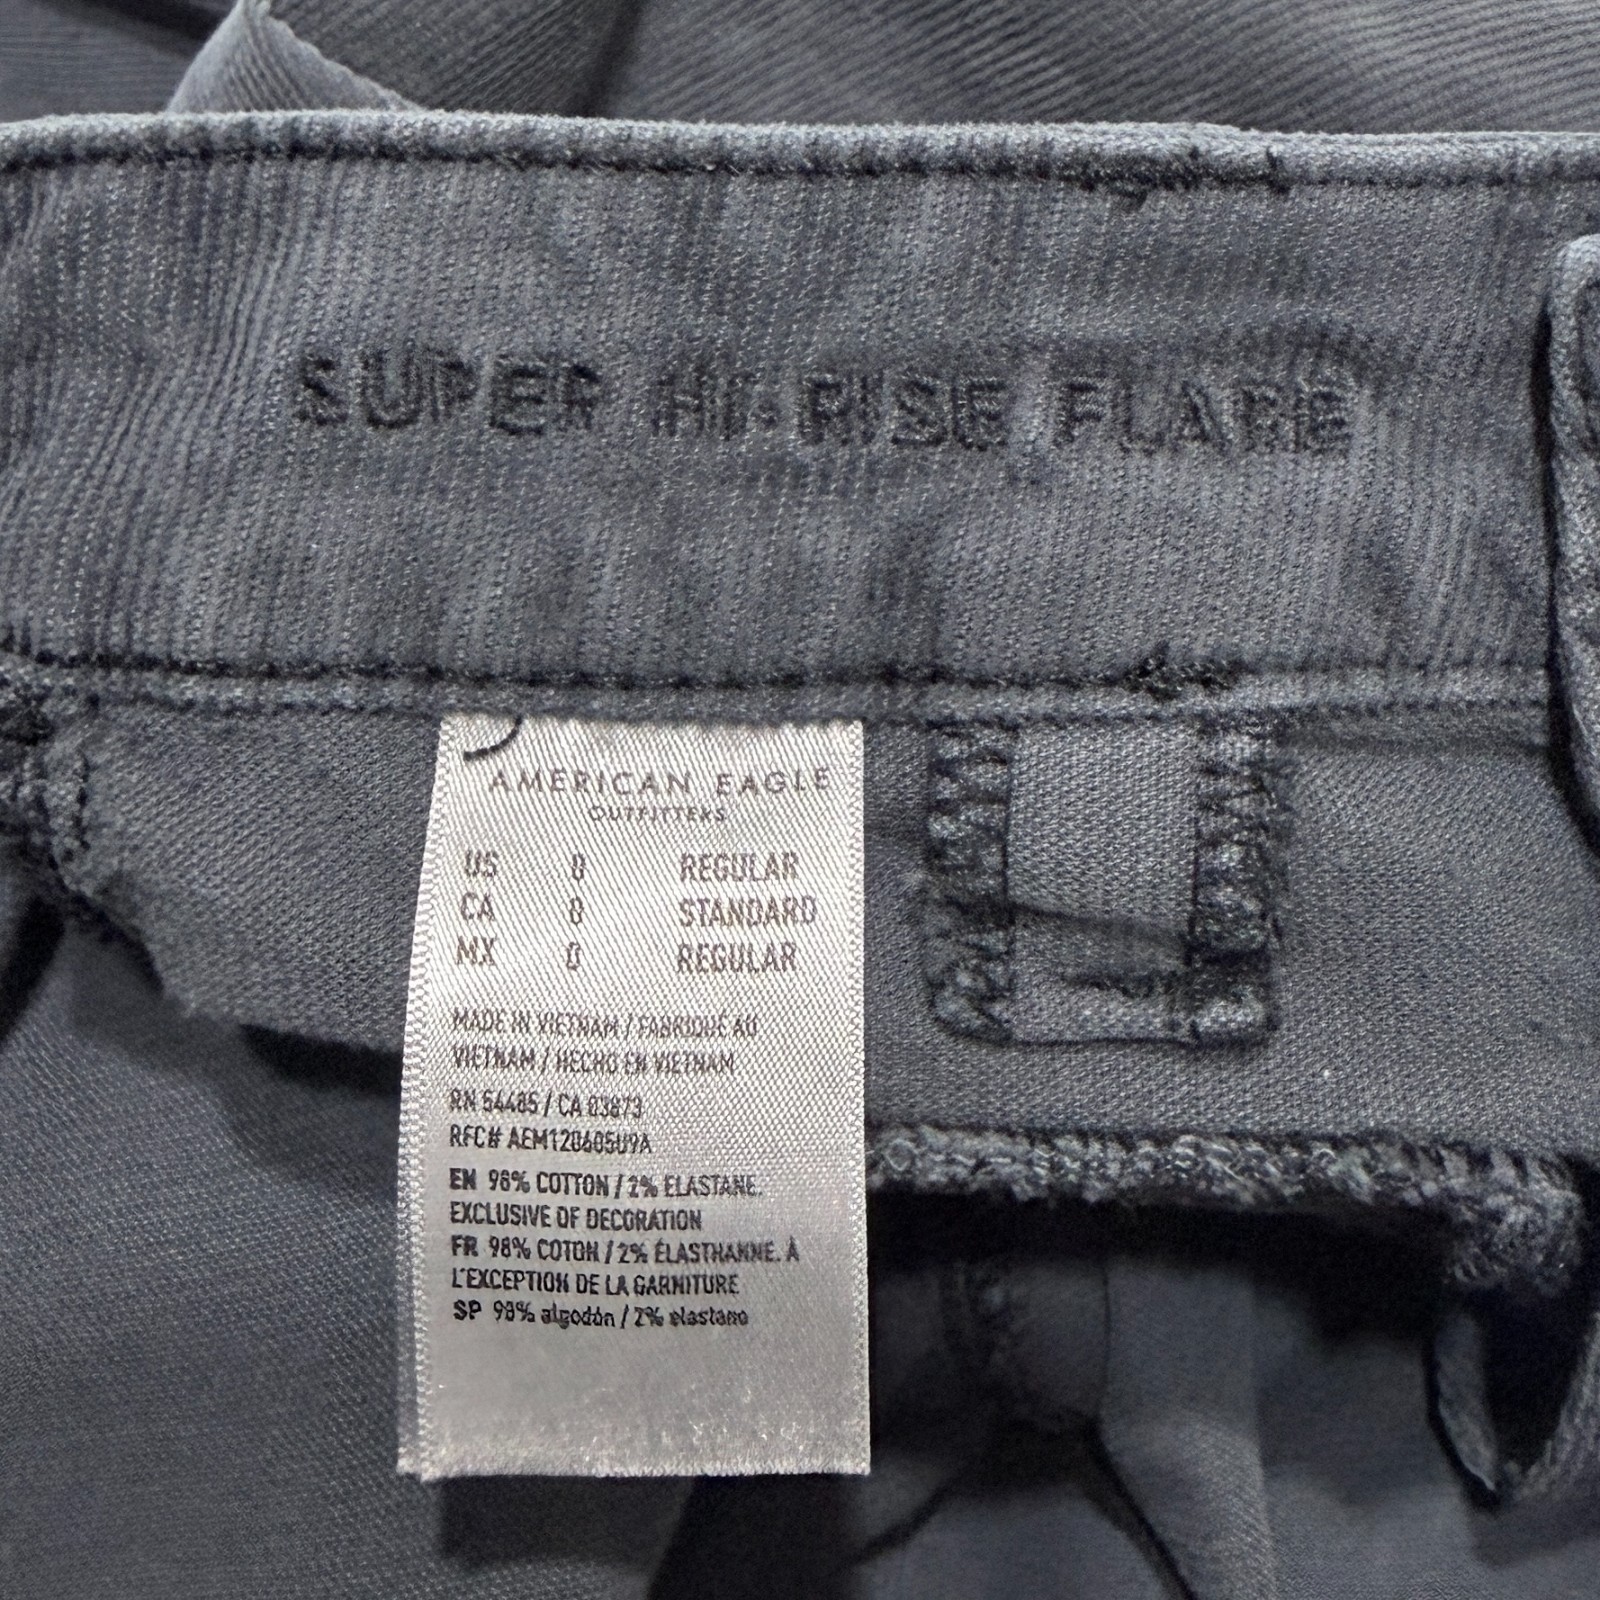 SUPER HI-RISE FLARE
AMERICAN EAGLE
OUTFITTERS
US 0 REGULAR
CA 0 STANDARD
MX 0 REGULAR
MADE IN VIETNAM / FABRIQUÉ AU
VIETNAM / HECHO EN VIETNAM
RN 54485 / CA 03873
RFC# AEM120605U9A
EN 98% COTTON / 2% ELASTANE.
EXCLUSIVE OF DECORATION
FR 98% COTON / 2% ÉLASTHANNE. À
L'EXCEPTION DE LA GARNITURE
SP 98% algodón / 2% elastano